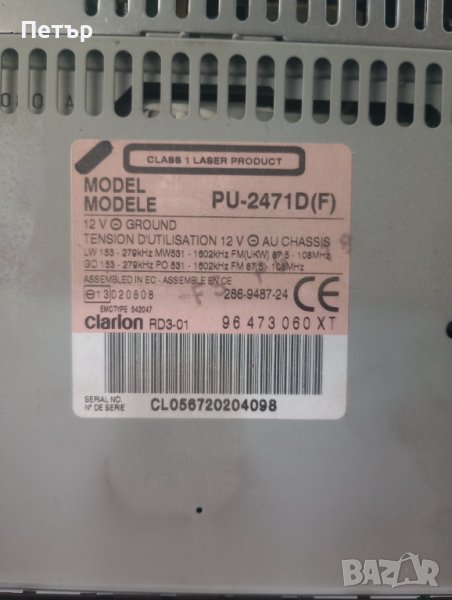 Петър
080 A
CLASS 1 LASER PRODUCT
MODEL
MODELE
PU-2471D(F)
12 V ⊖ GROUND
TENSION D'UTILISATION 12 V ⊖ AU CHASSIS
LW 153 - 279kHz MW531 - 1602kHz FM(UKW) 87.5 - 108MHz
GO 153 - 279kHz PO 531 - 1602kHz FM 87.5 - 108MHz
ASSEMBLED IN EC - ASSEMBLE EN CE
e13 020808
286-9487-24
CE
EMCTYPE 542047
Clarion RD3-01
96 473 060 XT
SERIAL NO.
N° DE SERIE
CL056720204098
BAZAR